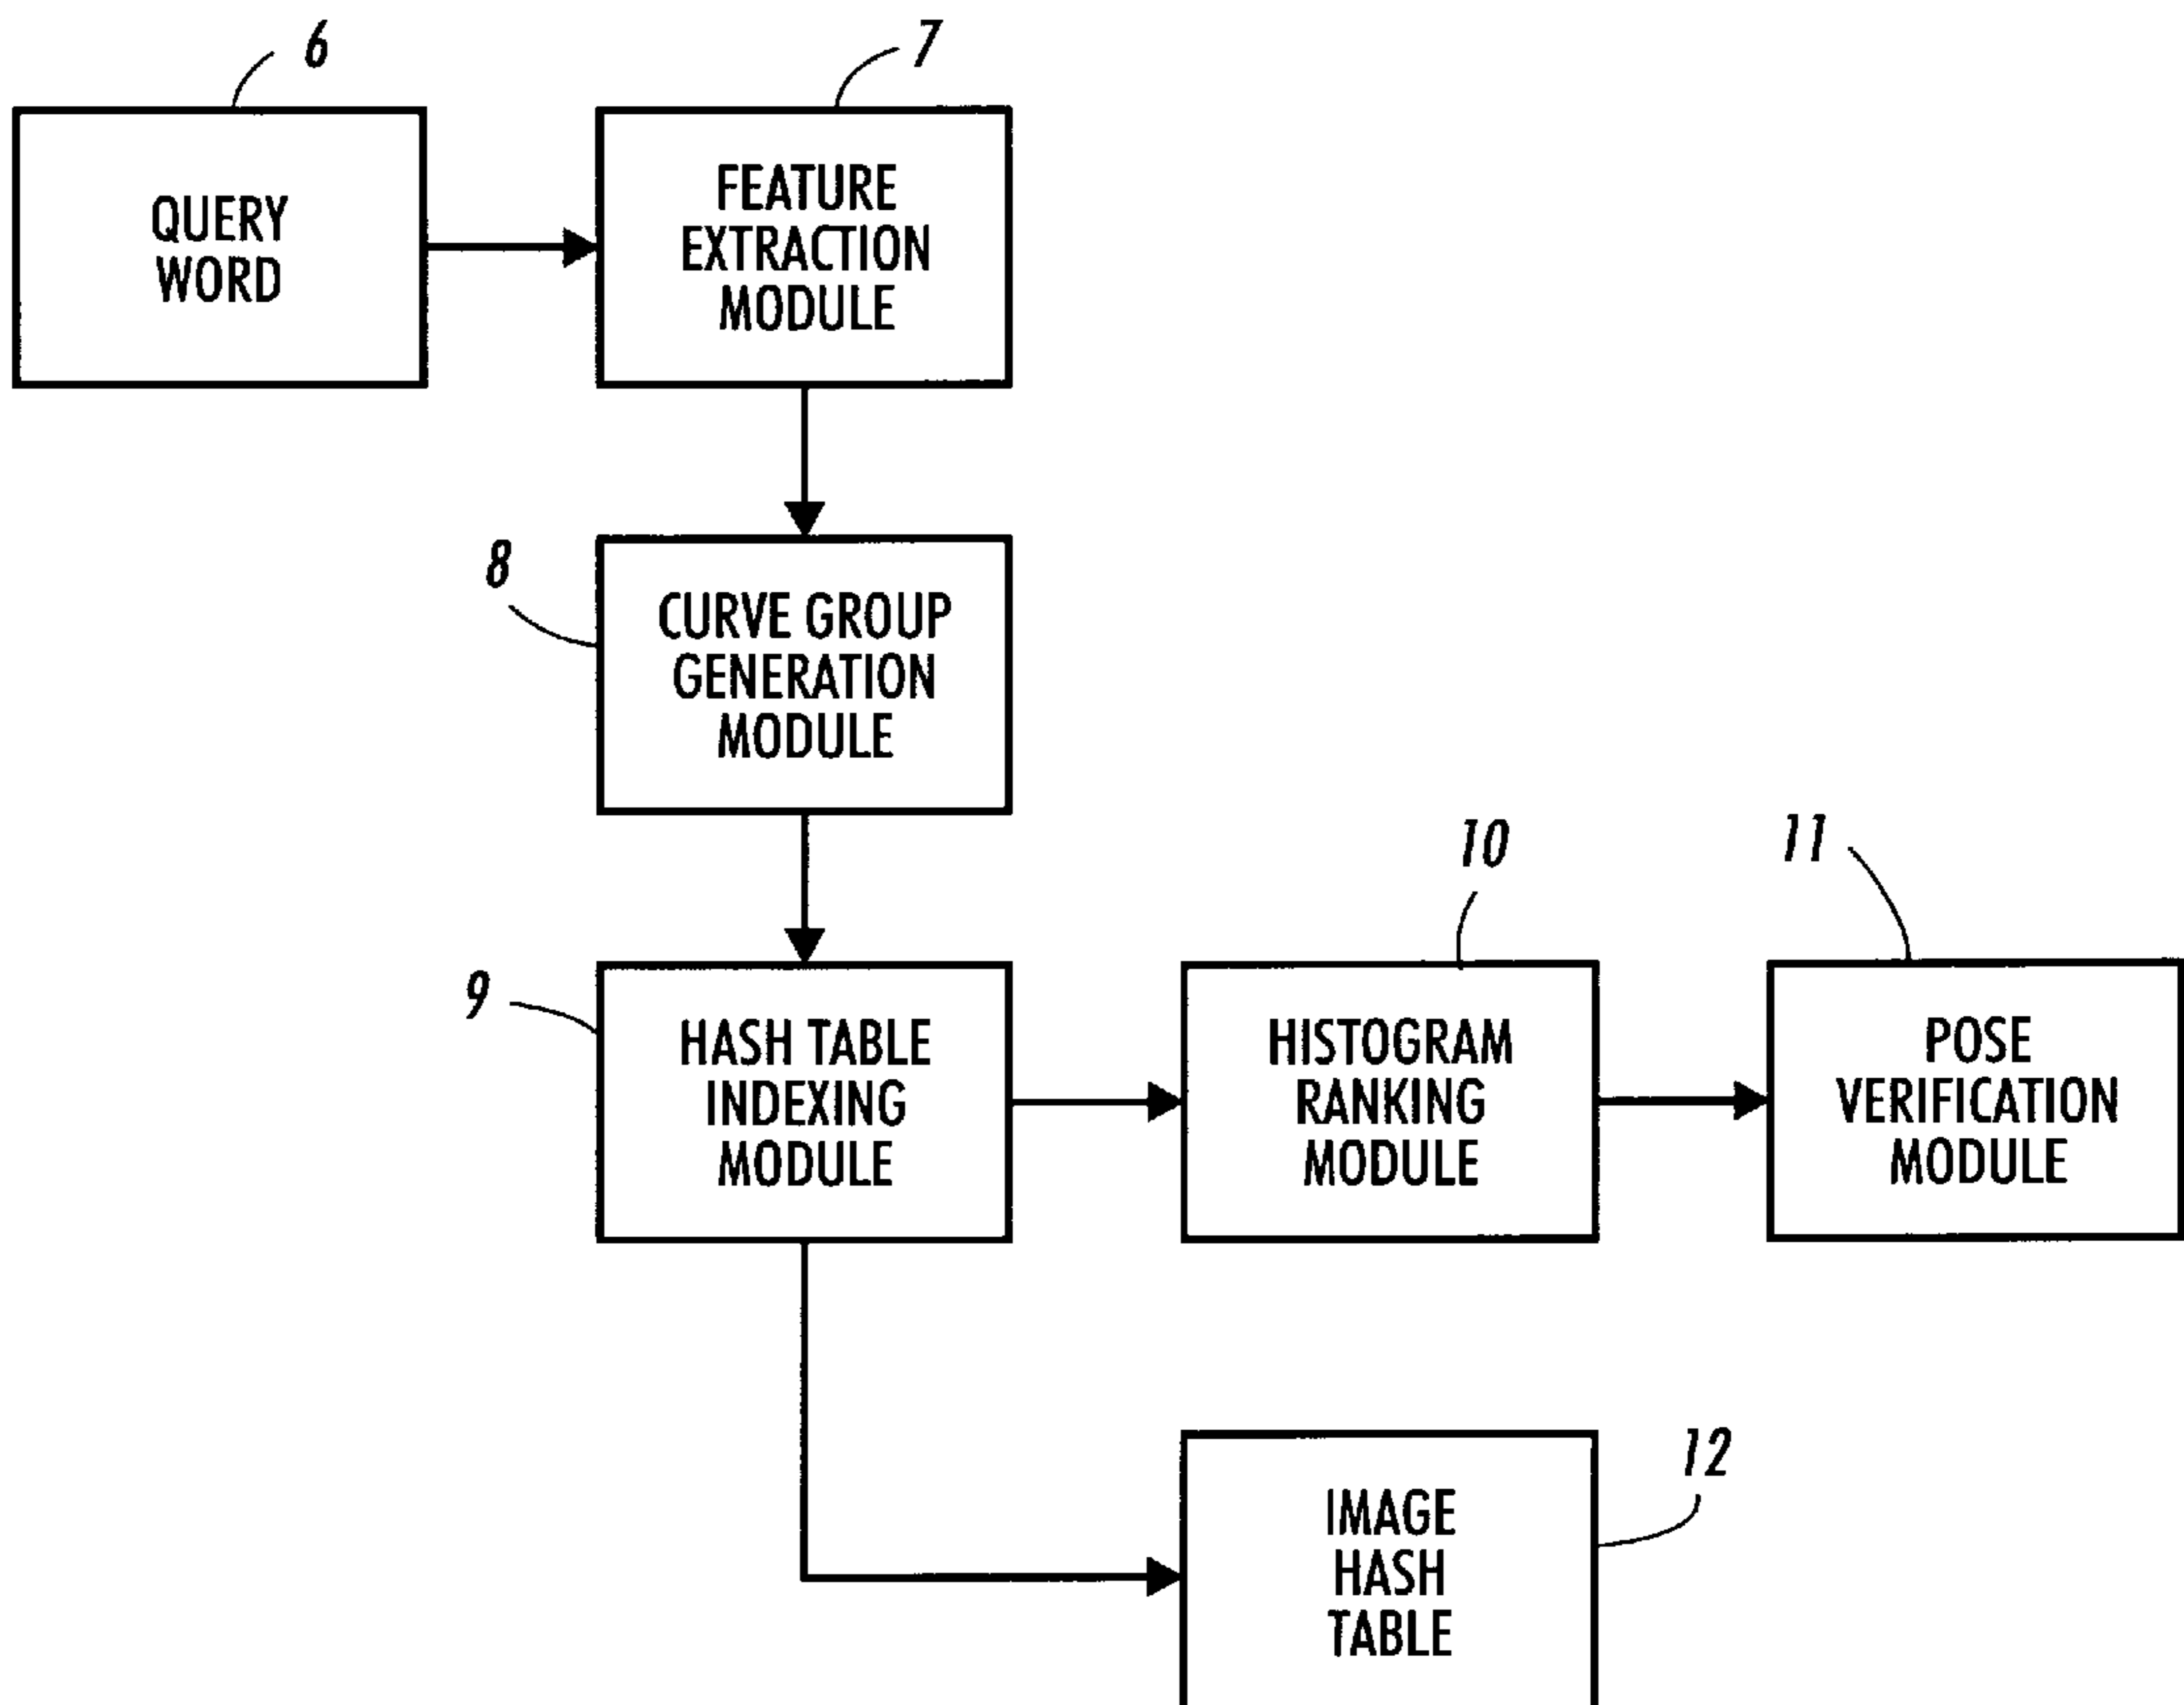 6
7
QUERY
WORD
FEATURE
EXTRACTION
MODULE
8
CURVE GROUP
GENERATION
MODULE
9
10
11
HASH TABLE
INDEXING
MODULE
HISTOGRAM
RANKING
MODULE
POSE
VERIFICATION
MODULE
12
IMAGE
HASH
TABLE